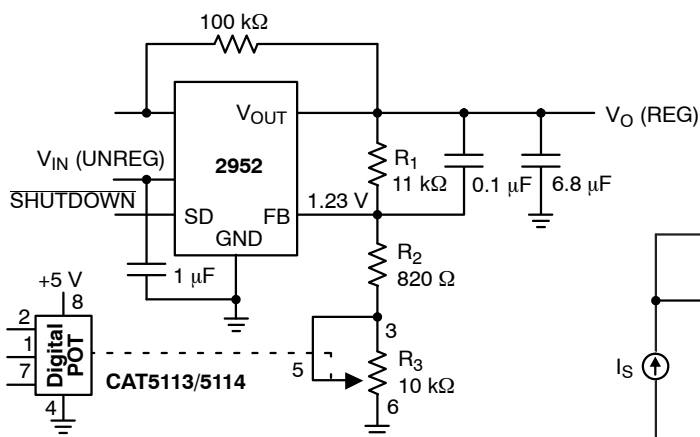 100 kΩ
V_OUT
V_O (REG)
V_IN (UNREG)
2952
R_1
11 kΩ
0.1 µF
6.8 µF
SHUTDOWN
SD
FB
1.23 V
GND
R_2
820 Ω
1 µF
+5 V
8
2
1
7
4
Digital
POT
CAT5113/5114
3
5
R_3
10 kΩ
6
I_S